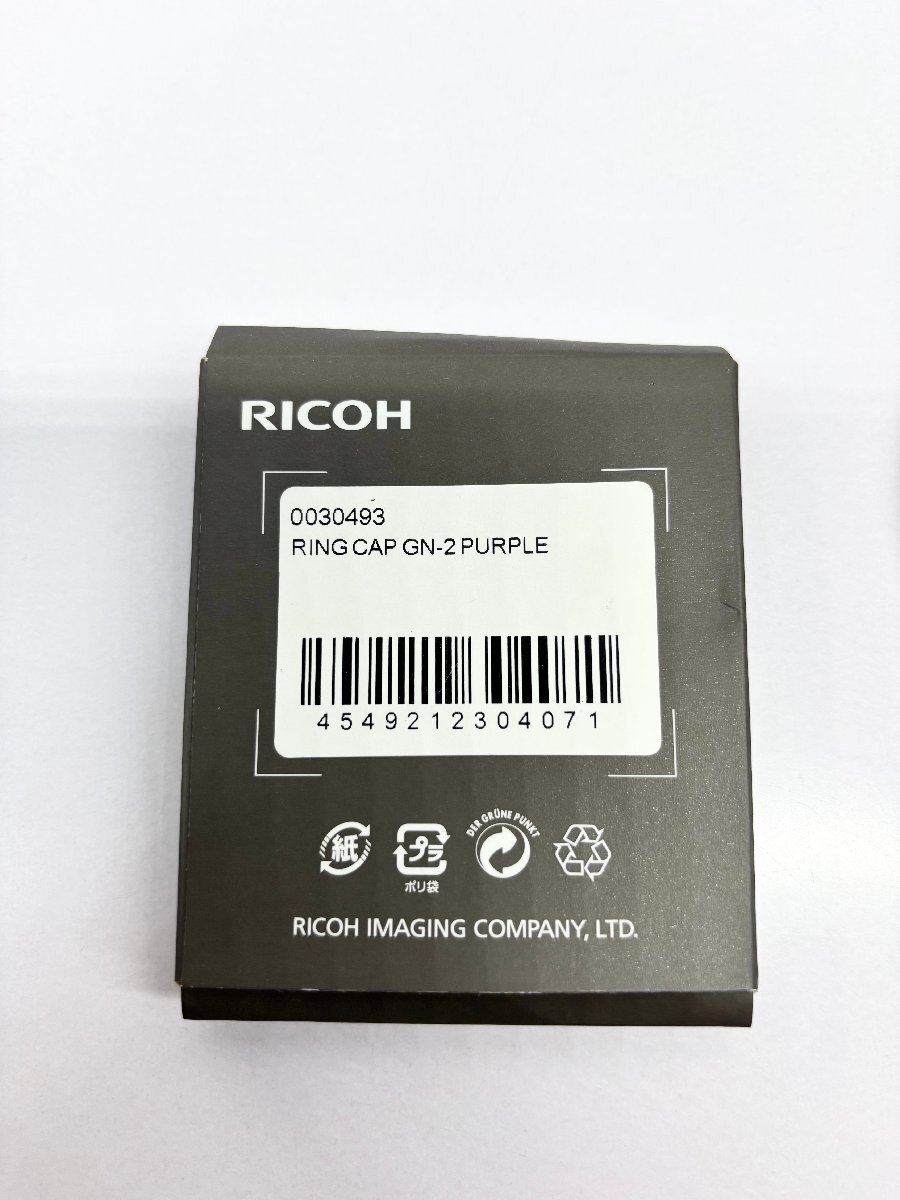 RICOH
0030493
RING CAP GN-2 PURPLE
4549212304071
紙
プラ
ポリ袋
DER GRÜNE PUNKT
RICOH IMAGING COMPANY, LTD.